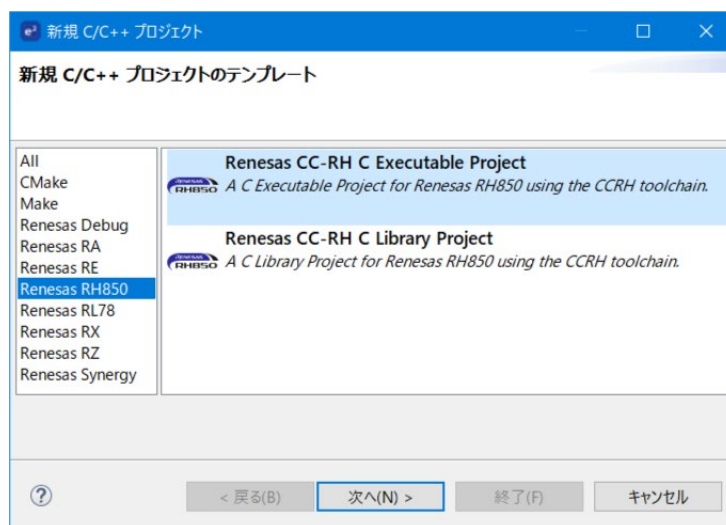 新規 C/C++ プロジェクト
新規 C/C++ プロジェクトのテンプレート
All
CMake
Make
Renesas Debug
Renesas RA
Renesas RE
Renesas RH850
Renesas RL78
Renesas RX
Renesas RZ
Renesas Synergy
Renesas CC-RH C Executable Project
RENESAS
RH850
A C Executable Project for Renesas RH850 using the CCRH toolchain.
Renesas CC-RH C Library Project
RENESAS
RH850
A C Library Project for Renesas RH850 using the CCRH toolchain.
< 戻る(B)
次へ(N) >
終了(F)
キャンセル